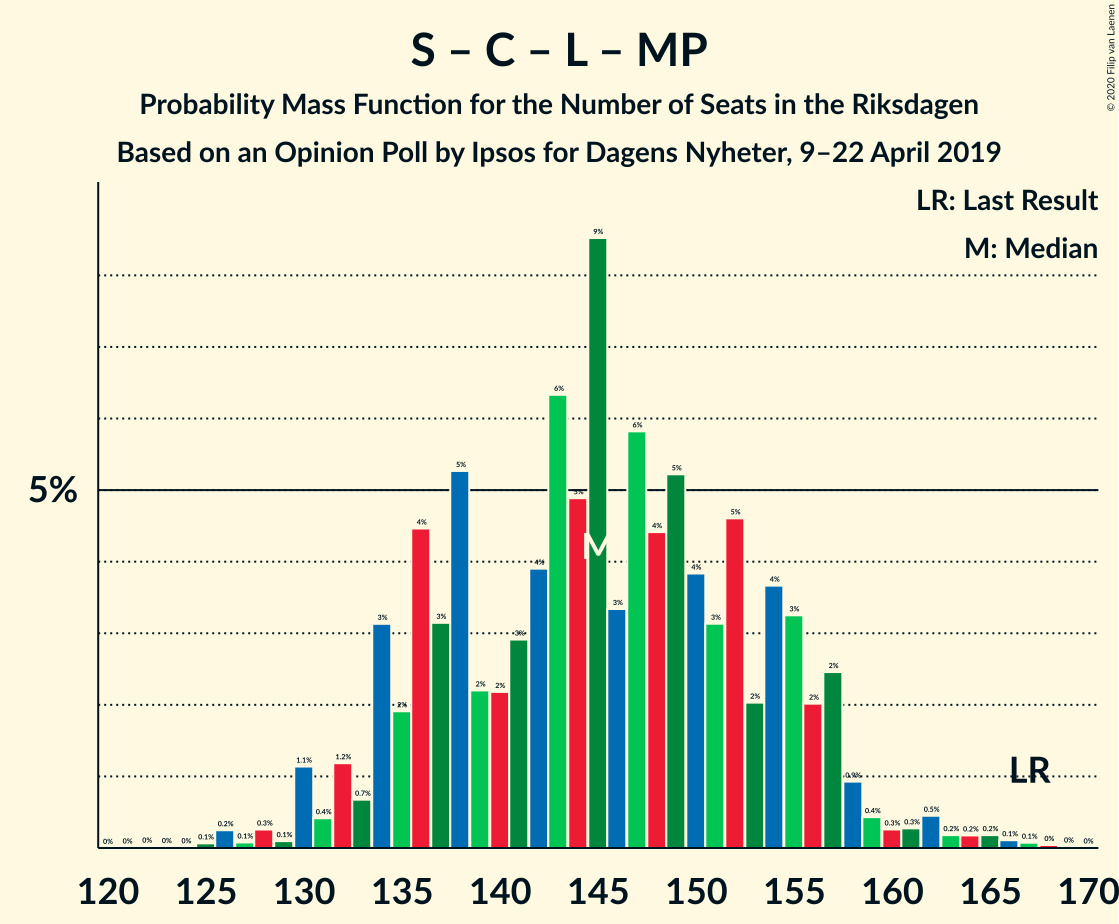 S – C – L – MP
Probability Mass Function for the Number of Seats in the Riksdagen
Based on an Opinion Poll by Ipsos for Dagens Nyheter, 9–22 April 2019
© 2020 Filip van Laenen
LR: Last Result
M: Median
5%
0% 0% 0% 0% 0% 0.1% 0.2% 0.1% 0.3% 0.1% 1.1% 0.4% 1.2% 0.7% 3% 2% 4% 3% 5% 2% 2% 3% 4% 6% 5% 9% 3% 6% 4% 5% 4% 3% 5% 2% 4% 3% 2% 2% 0.9% 0.4% 0.3% 0.3% 0.5% 0.2% 0.2% 0.2% 0.1% 0.1% 0% 0% 0%
M
LR
120 125 130 135 140 145 150 155 160 165 170